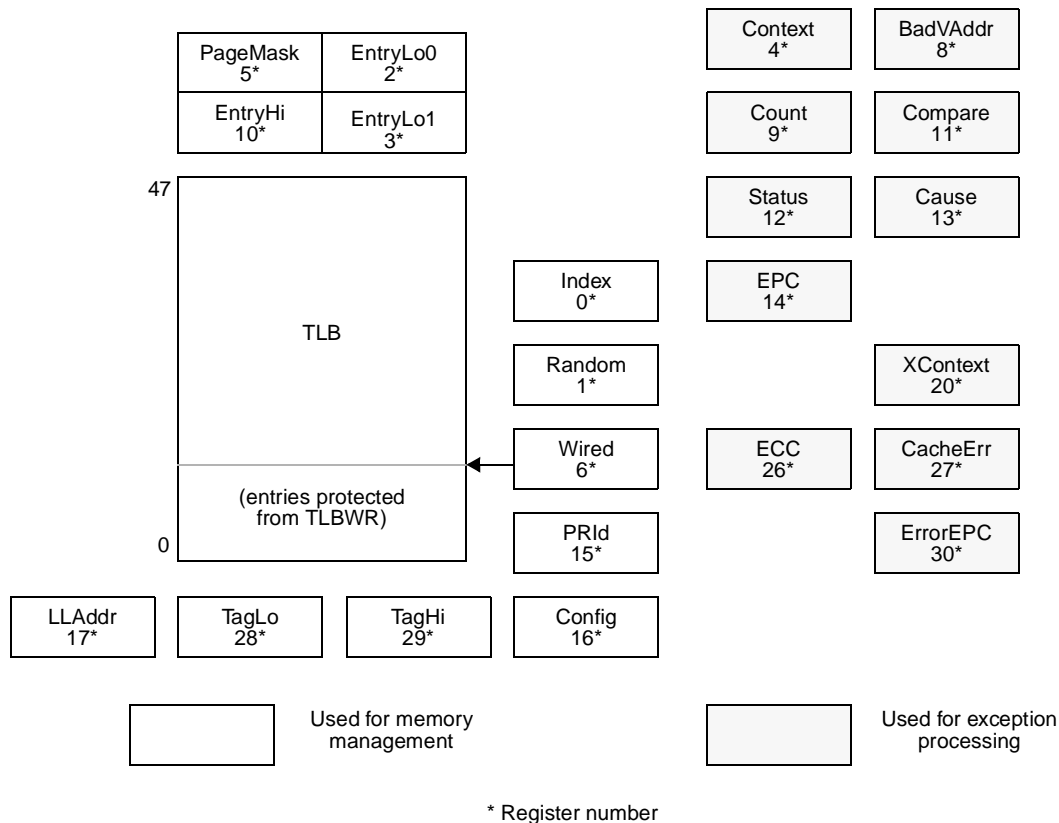 PageMask
5*
EntryLo0
2*
EntryHi
10*
EntryLo1
3*
Context
4*
BadVAddr
8*
Count
9*
Compare
11*
Status
12*
Cause
13*
47
TLB
(entries protected
from TLBWR)
0
Index
0*
EPC
14*
Random
1*
XContext
20*
Wired
6*
ECC
26*
CacheErr
27*
PRId
15*
ErrorEPC
30*
LLAddr
17*
TagLo
28*
TagHi
29*
Config
16*
Used for memory
management
Used for exception
processing
* Register number